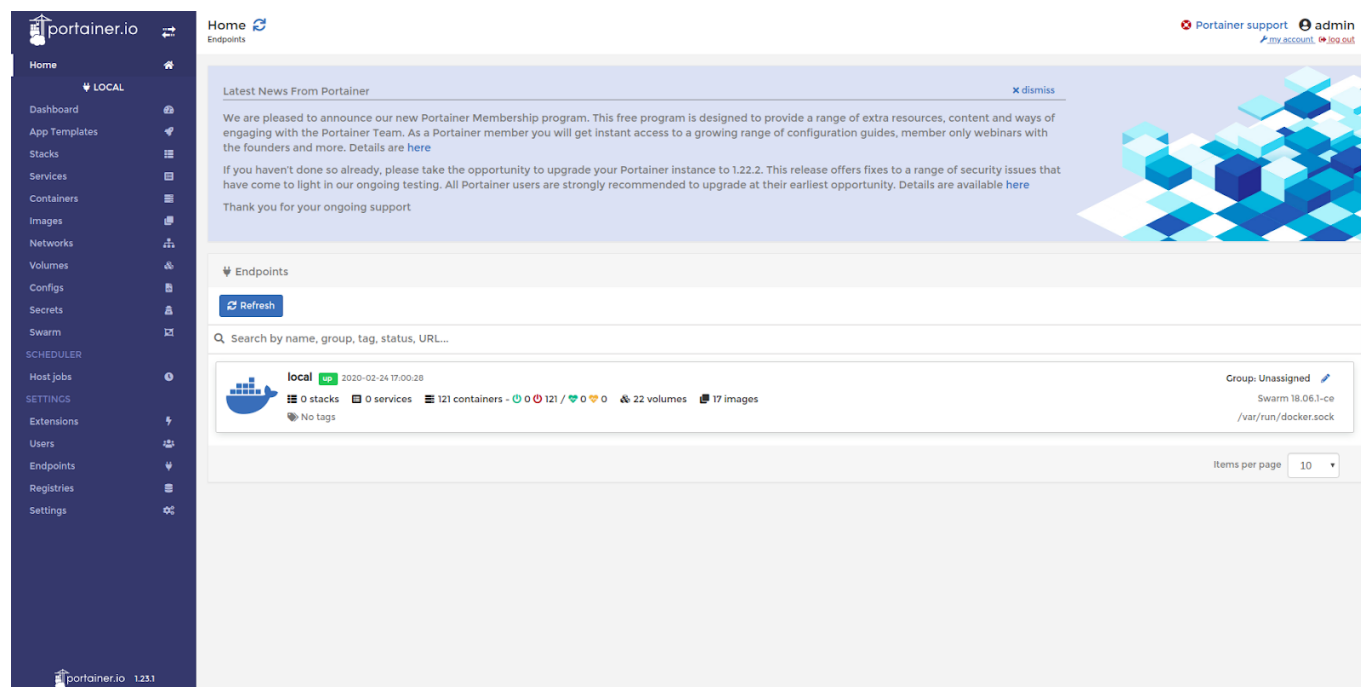 portainer.io
Home
LOCAL
Dashboard
App Templates
Stacks
Services
Containers
Images
Networks
Volumes
Configs
Secrets
Swarm
SCHEDULER
Host jobs
SETTINGS
Extensions
Users
Endpoints
Registries
Settings
portainer.io 1.23.1
Home
Endpoints
Portainer support admin
my account log out
Latest News From Portainer
dismiss
We are pleased to announce our new Portainer Membership program. This free program is designed to provide a range of extra resources, content and ways of
engaging with the Portainer Team. As a Portainer member you will get instant access to a growing range of configuration guides, member only webinars with
the founders and more. Details are here
If you haven't done so already, please take the opportunity to upgrade your Portainer instance to 1.22.2. This release offers fixes to a range of security issues that
have come to light in our ongoing testing. All Portainer users are strongly recommended to upgrade at their earliest opportunity. Details are available here
Thank you for your ongoing support
Endpoints
Refresh
Search by name, group, tag, status, URL...
local up 2020-02-24 17:00:28
0 stacks 0 services 121 containers - 0 121 / 0 0 22 volumes 17 images
No tags
Group: Unassigned
Swarm 18.06.1-ce
/var/run/docker.sock
Items per page 10